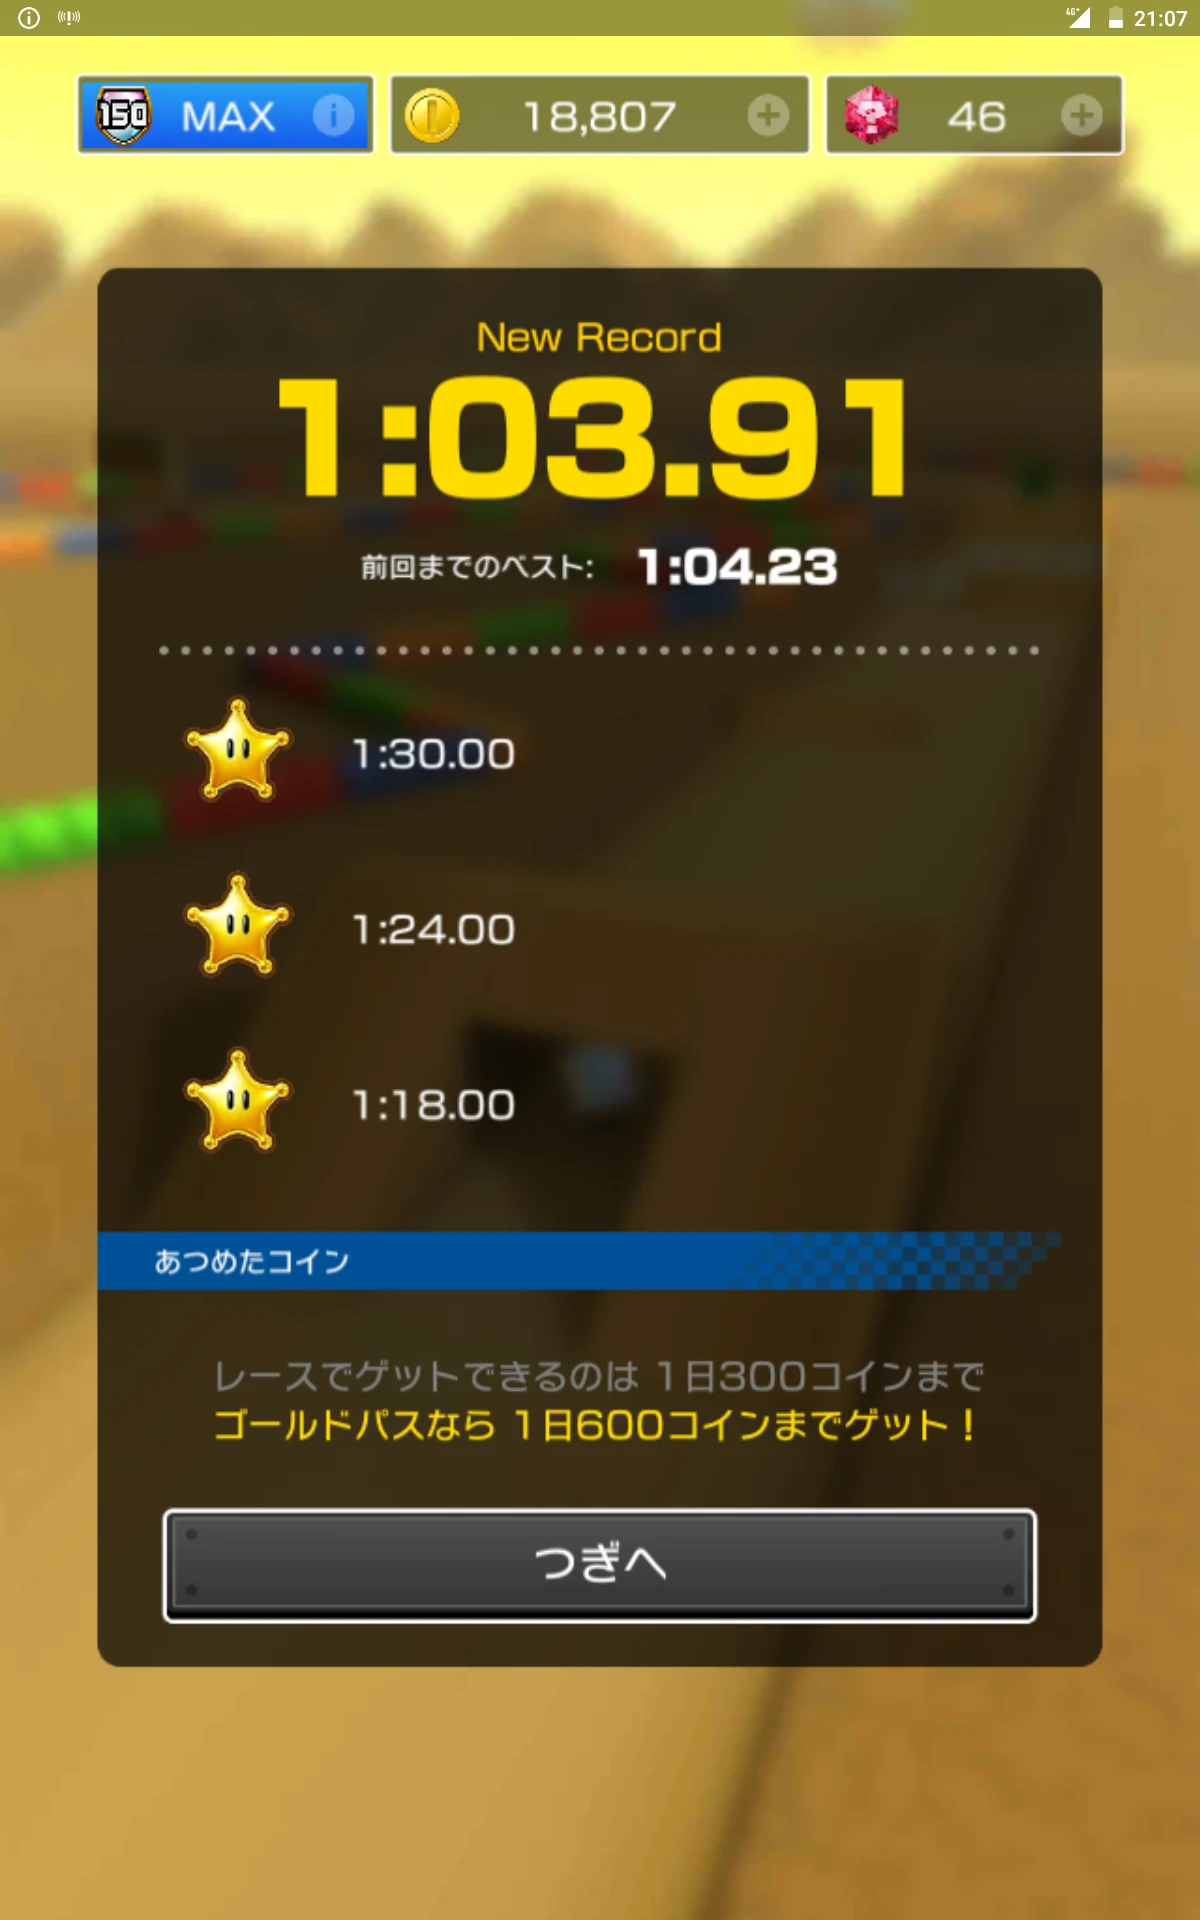 21:07
150 MAX 18,807 46
New Record
1:03.91
前回までのベスト: 1:04.23
1:30.00
1:24.00
1:18.00
あつめたコイン
レースでゲットできるのは 1日300コインまで
ゴールドパスなら 1日600コインまでゲット！
つぎへ